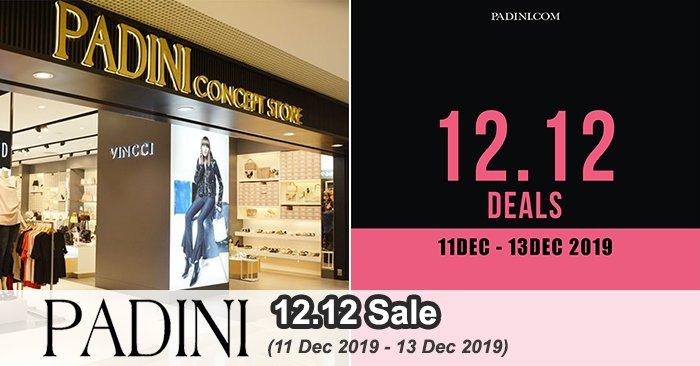 PADINI CONCEPT STORE
VINCCI
D
PADINI.COM
12.12
DEALS
11DEC - 13DEC 2019
PADINI
12.12 Sale
(11 Dec 2019 - 13 Dec 2019)